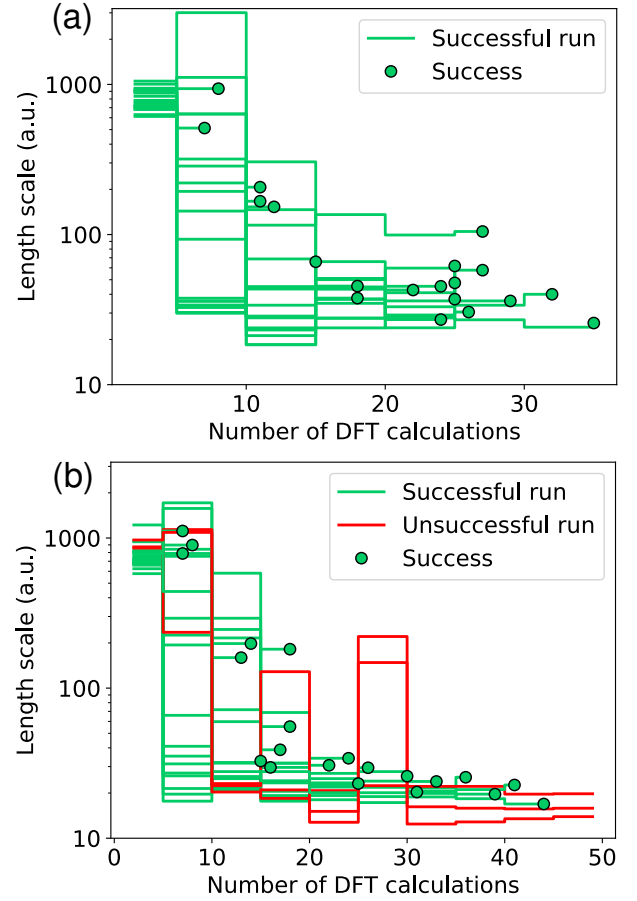 (a)
Successful run
Success
1000
100
10
Length scale (a.u.)
10 20 30
Number of DFT calculations
(b)
Successful run
Unsuccessful run
Success
1000
100
10
Length scale (a.u.)
0 10 20 30 40 50
Number of DFT calculations